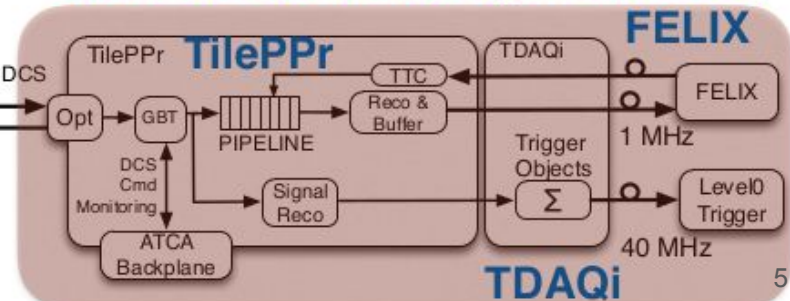 FELIX
TilePPr
TilePPr
TDAQi
DCS
TTC
FELIX
Opt
GBT
PIPELINE
Reco &
Buffer
1 MHz
DCS
Cmd
Monitoring
Signal
Reco
Trigger
Objects
Σ
Level0
Trigger
ATCA
Backplane
40 MHz
TDAQi
5